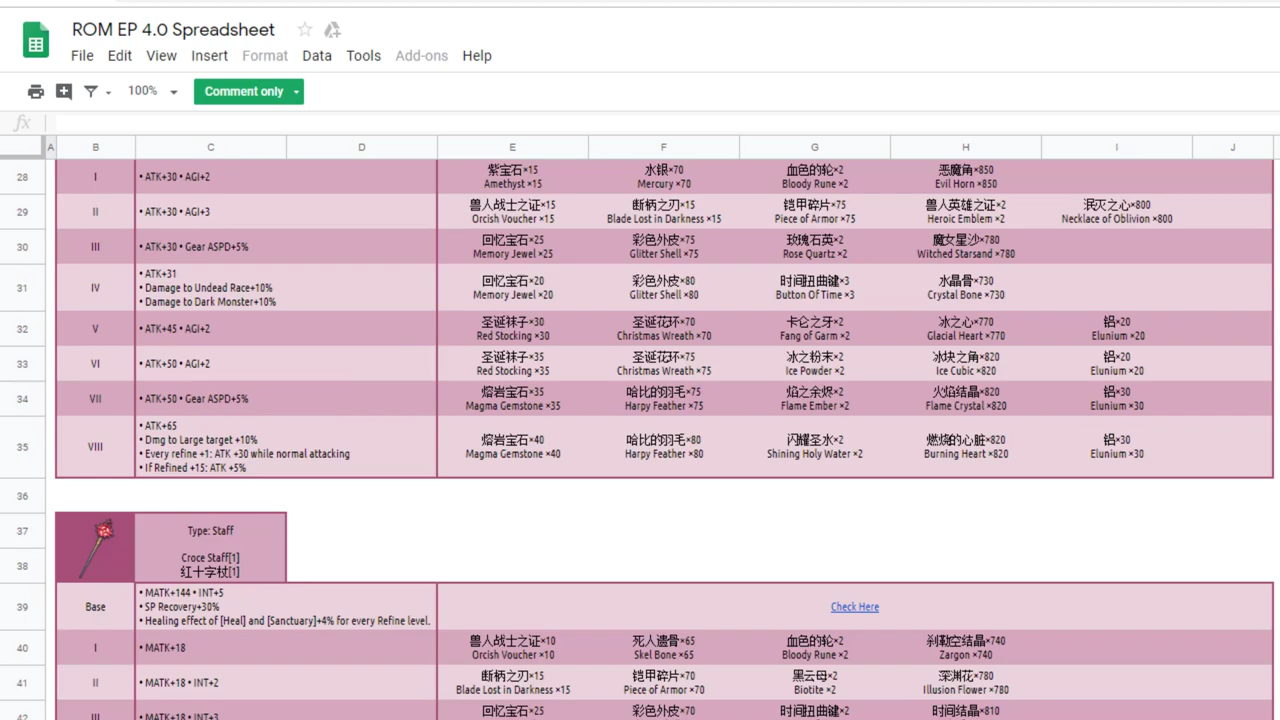 ROM EP 4.0 Spreadsheet
File Edit View Insert Format Data Tools Add-ons Help
100% Comment only
fx
A B C D E F G H I J
28 I • ATK+30 • AGI+2 紫宝石×15 水银×70 血色的轮×2 恶魔角×850
Amethyst ×15 Mercury ×70 Bloody Rune ×2 Evil Horn ×850
29 II • ATK+30 • AGI+3 兽人战士之证×15 断柄之刃×15 铠甲碎片×75 兽人英雄之证×2 泯灭之心×800
Orcish Voucher ×15 Blade Lost in Darkness ×15 Piece of Armor ×75 Heroic Emblem ×2 Necklace of Oblivion ×800
30 III • ATK+30 • Gear ASPD+5% 回忆宝石×25 彩色外皮×75 玫瑰石英×2 魔女星沙×780
Memory Jewel ×25 Glitter Shell ×75 Rose Quartz ×2 Witched Starsand ×780
31 IV • ATK+31
• Damage to Undead Race+10%
• Damage to Dark Monster+10%
回忆宝石×20 彩色外皮×80 时间扭曲键×3 水晶骨×730
Memory Jewel ×20 Glitter Shell ×80 Button Of Time ×3 Crystal Bone ×730
32 V • ATK+45 • AGI+2 圣诞袜子×30 圣诞花环×70 卡仑之牙×2 冰之心×770 铝×20
Red Stocking ×30 Christmas Wreath ×70 Fang of Garm ×2 Glacial Heart ×770 Elunium ×20
33 VI • ATK+50 • AGI+2 圣诞袜子×35 圣诞花环×75 冰之粉末×2 冰块之角×820 铝×20
Red Stocking ×35 Christmas Wreath ×75 Ice Powder ×2 Ice Cubic ×820 Elunium ×20
34 VII • ATK+50 • Gear ASPD+5% 熔岩宝石×35 哈比的羽毛×75 焰之余烬×2 火焰结晶×820 铝×30
Magma Gemstone ×35 Harpy Feather ×75 Flame Ember ×2 Flame Crystal ×820 Elunium ×30
35 VIII • ATK+65
• Dmg to Large target +10%
• Every refine +1: ATK +30 while normal attacking
• If Refined +15: ATK +5%
熔岩宝石×40 哈比的羽毛×80 闪耀圣水×2 燃烧的心脏×820 铝×30
Magma Gemstone ×40 Harpy Feather ×80 Shining Holy Water ×2 Burning Heart ×820 Elunium ×30
36
37 Type: Staff
38 Croce Staff[1]
红十字杖[1]
39 Base • MATK+144 • INT+5
• SP Recovery+30%
• Healing effect of [Heal] and [Sanctuary]+4% for every Refine level.
Check Here
40 I • MATK+18 兽人战士之证×10 死人遗骨×65 血色的轮×2 刹勒空结晶×740
Orcish Voucher ×10 Skel Bone ×65 Bloody Rune ×2 Zargon ×740
41 II • MATK+18 • INT+2 断柄之刃×15 铠甲碎片×70 黑云母×2 深渊花×780
Blade Lost in Darkness ×15 Piece of Armor ×70 Biotite ×2 Illusion Flower ×780
42 III • MATK+18 • INT+3 回忆宝石×25 彩色外皮×70 时间扭曲键×2 时间结晶×810